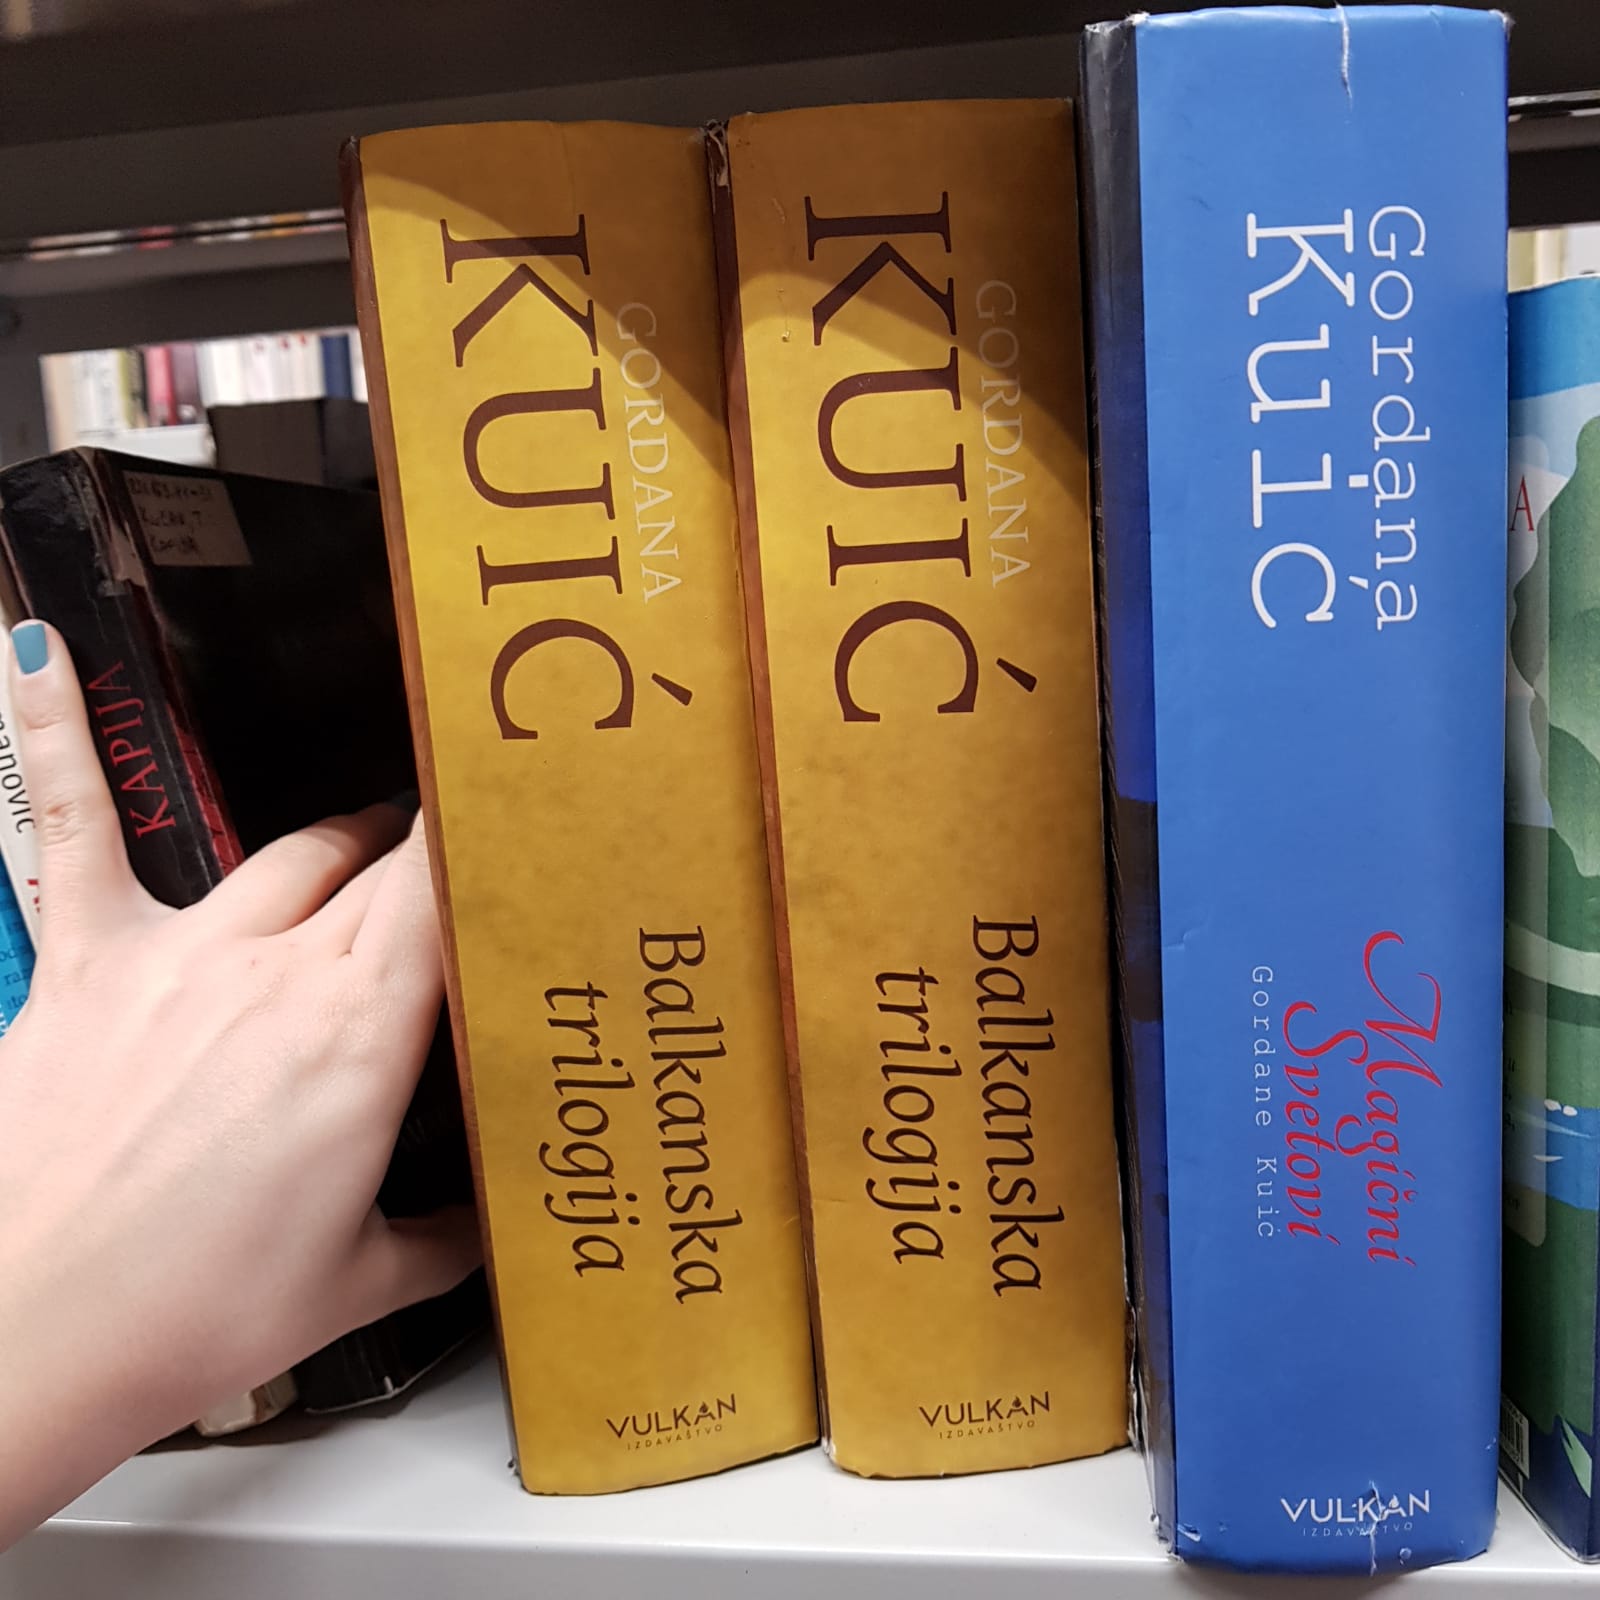 KAPIJA
manović
GORDANA
KUIĆ
Balkanska
trilogija
VULKAN
IZDAVAŠTVO
GORDANA
KUIĆ
Balkanska
trilogija
VULKAN
IZDAVAŠTVO
Gordana
Kuić
Magični
Svetovi
Gordane Kuić
VULKAN
IZDAVAŠTVO
A